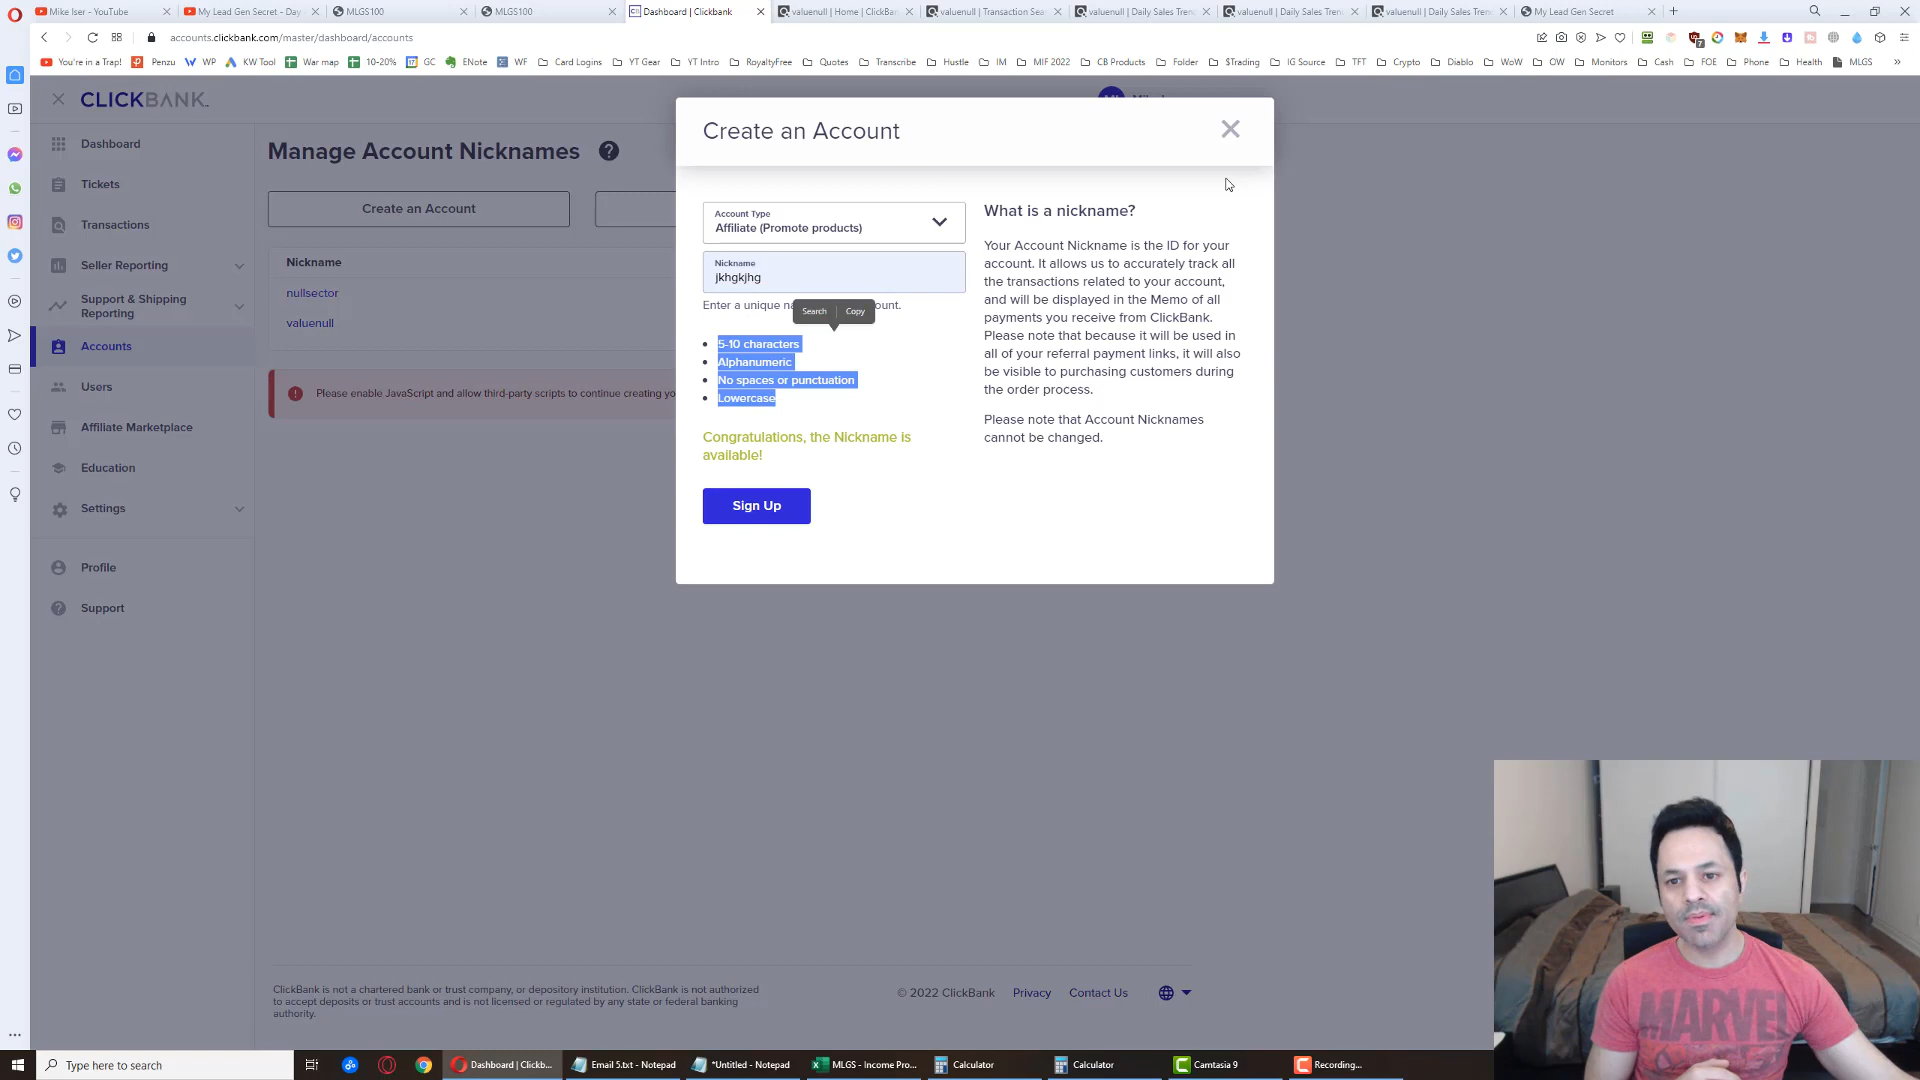 Mike Iser - YouTube
My Lead Gen Secret - Day
MLGS100
MLGS100
Dashboard | Clickbank
valuenull | Home | ClickBan
valuenull | Transaction Sea
valuenull | Daily Sales Tren
valuenull | Daily Sales Tren
valuenull | Daily Sales Tren
My Lead Gen Secret
accounts.clickbank.com/master/dashboard/accounts
7
You're in a Trap!
Penzu
WP
KW Tool
War map
10-20%
GC
ENote
WF
Card Logins
YT Gear
YT Intro
RoyaltyFree
Quotes
Transcribe
Hustle
IM
MIF 2022
CB Products
Folder
$Trading
IG Source
TFT
Crypto
Diablo
WoW
OW
Monitors
Cash
FOE
Phone
Health
MLGS
CLICKBANK
Dashboard
Tickets
Transactions
Seller Reporting
Support & Shipping
Reporting
Accounts
Users
Affiliate Marketplace
Education
Settings
Profile
Support
Manage Account Nicknames
Create an Account
Nickname
nullsector
valuenull
Please enable JavaScript and allow third-party scripts to continue creating yo
Create an Account
Account Type
Affiliate (Promote products)
Nickname
jkhgkjhg
Enter a unique na
ount.
Search
Copy
5-10 characters
Alphanumeric
No spaces or punctuation
Lowercase
Congratulations, the Nickname is
available!
Sign Up
What is a nickname?
Your Account Nickname is the ID for your
account. It allows us to accurately track all
the transactions related to your account,
and will be displayed in the Memo of all
payments you receive from ClickBank.
Please note that because it will be used in
all of your referral payment links, it will also
be visible to purchasing customers during
the order process.
Please note that Account Nicknames
cannot be changed.
ClickBank is not a chartered bank or trust company, or depository institution. ClickBank is not authorized
to accept deposits or trust accounts and is not licensed or regulated by any state or federal banking
authority.
© 2022 ClickBank
Privacy
Contact Us
MARVEL
Type here to search
Dashboard | Clickb...
Email 5.txt - Notepad
*Untitled - Notepad
MLGS - Income Pro...
Calculator
Calculator
Camtasia 9
Recording...